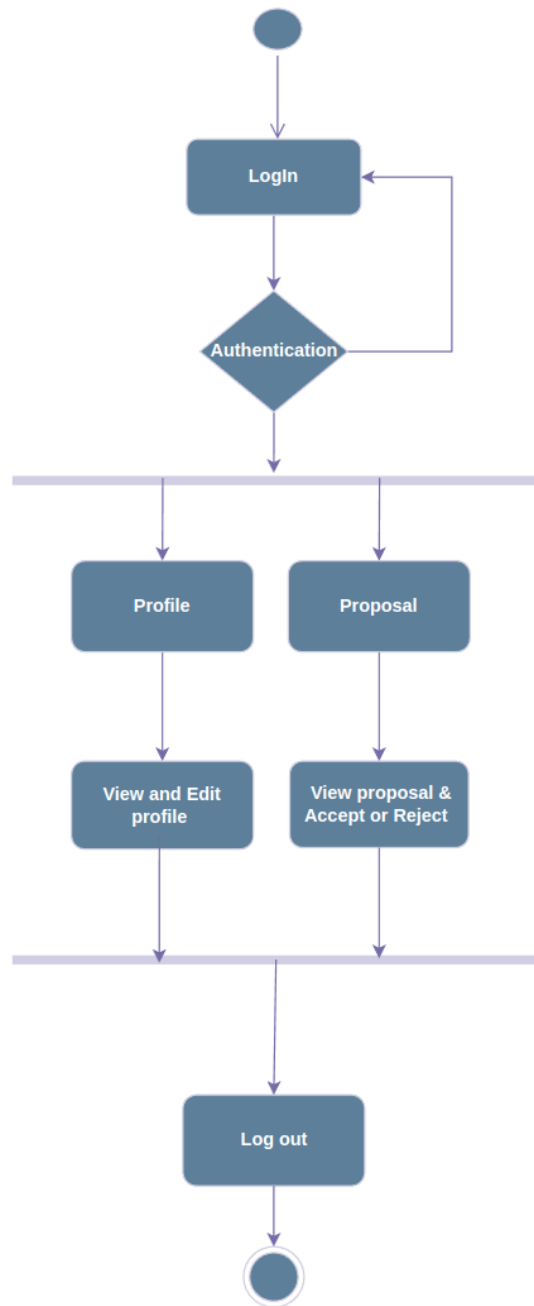 LogIn
Authentication
Profile
Proposal
View and Edit
profile
View proposal &
Accept or Reject
Log out